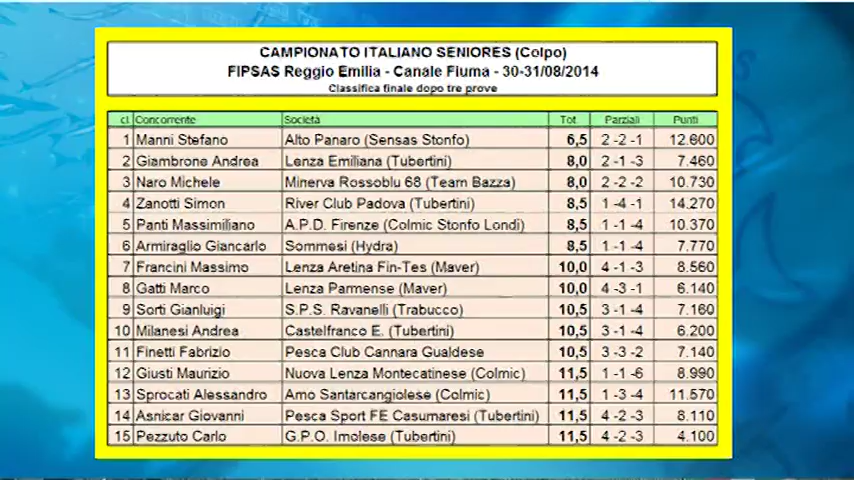 CAMPIONATO ITALIANO SENIORES (Colpo)
FIPSAS Reggio Emilia - Canale Fiuma - 30-31/08/2014
Classifica finale dopo tre prove
cl Concorrente Società Tot Parziali Punti
1 Manni Stefano Alto Panaro (Sensas Stonfo) 6,5 2 -2 -1 12.600
2 Giambrone Andrea Lenza Emiliana (Tubertini) 8,0 2 -1 -3 7.460
3 Naro Michele Minerva Rossoblu 68 (Team Bazza) 8,0 2 -2 -2 10.730
4 Zanotti Simon River Club Padova (Tubertini) 8,5 1 -4 -1 14.270
5 Panti Massimiliano A.P.D. Firenze (Colmic Stonfo Londi) 8,5 1 -1 -4 10.370
6 Armiraglio Giancarlo Sommesi (Hydra) 8,5 1 -1 -4 7.770
7 Francini Massimo Lenza Aretina Fin-Tes (Maver) 10,0 4 -1 -3 8.560
8 Gatti Marco Lenza Parmense (Maver) 10,0 4 -3 -1 6.140
9 Sorti Gianluigi S.P.S. Ravanelli (Trabucco) 10,5 3 -1 -4 7.160
10 Milanesi Andrea Castelfranco E. (Tubertini) 10,5 3 -1 -4 6.200
11 Finetti Fabrizio Pesca Club Cannara Gualdese 10,5 3 -3 -2 7.140
12 Giusti Maurizio Nuova Lenza Montecatinese (Colmic) 11,5 1 -1 -6 8.990
13 Sprocati Alessandro Amo Santarcangiolese (Colmic) 11,5 1 -3 -4 11.570
14 Asnicar Giovanni Pesca Sport FE Casumaresi (Tubertini) 11,5 4 -2 -3 8.110
15 Pezzuto Carlo G.P.O. Imolese (Tubertini) 11,5 4 -2 -3 4.100